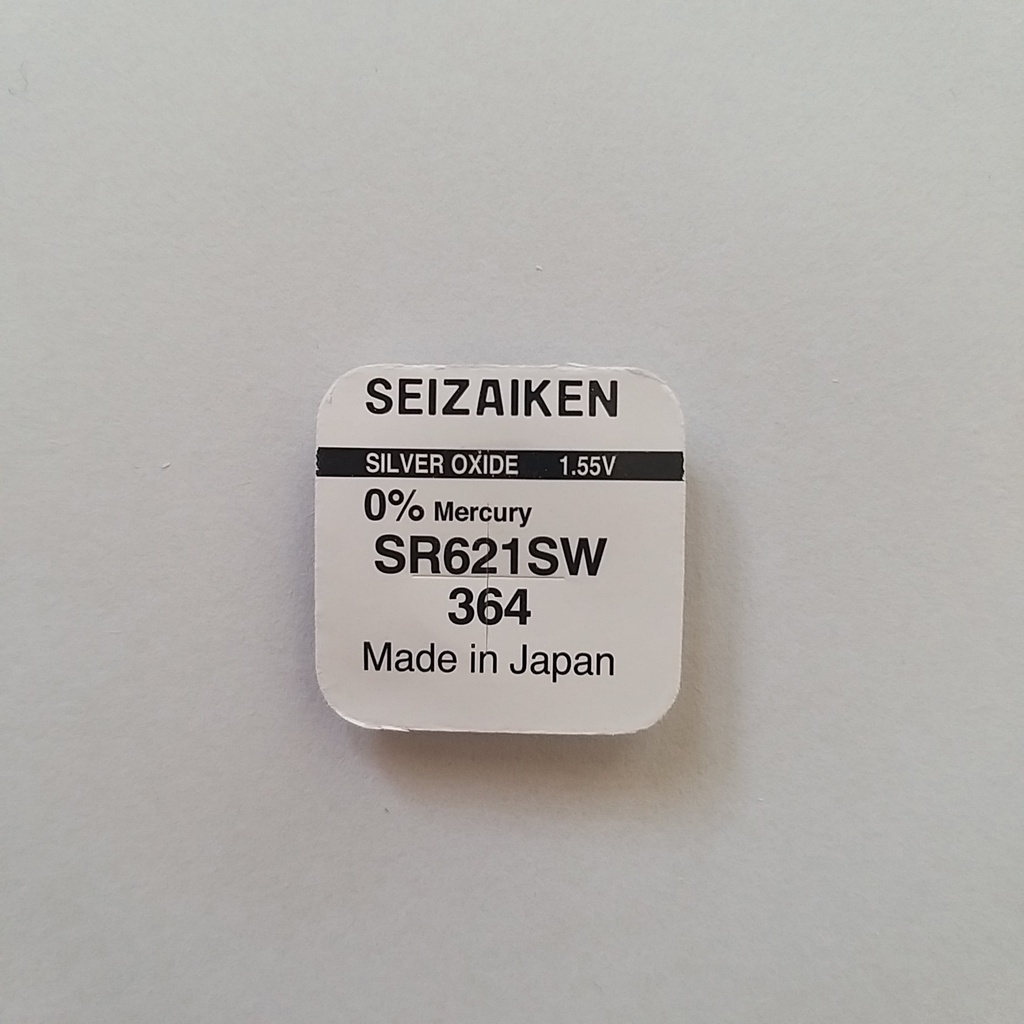 SEIZAIKEN
SILVER OXIDE 1.55V
0% Mercury
SR621SW
364
Made in Japan